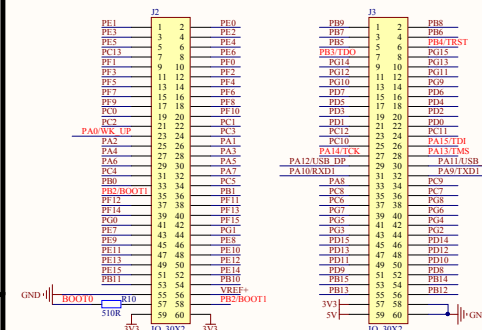 J2
PE1 1 2 PE0
PE3 3 4 PE2
PE5 5 6 PE4
PC13 7 8 PE6
PF1 9 10 PF0
PF3 11 12 PF2
PF5 13 14 PF4
PF7 15 16 PF6
PF9 17 18 PF8
PC0 19 20 PF10
PC2 21 22 PC1
PA0/WK_UP 23 24 PC3
PA2 25 26 PA1
PA4 27 28 PA3
PA6 29 30 PA5
PC4 31 32 PA7
PB0 33 34 PC5
PB2/BOOT1 35 36 PB1
PF12 37 38 PF11
PF14 39 40 PF13
PG0 41 42 PF15
PE7 43 44 PG1
PE9 45 46 PE8
PE11 47 48 PE10
PE13 49 50 PE12
PE15 51 52 PE14
PB11 53 54 PB10
GND 55 56 VREF+
BOOT0 R10 57 58 PB2/BOOT1
510R 59 60
3V3 IO_30X2 3V3
J3
PB9 1 2 PB8
PB7 3 4 PB6
PB5 5 6 PB4/TRST
PB3/TDO 7 8 PG15
PG14 9 10 PG13
PG12 11 12 PG11
PG10 13 14 PG9
PD7 15 16 PD6
PD5 17 18 PD4
PD3 19 20 PD2
PD1 21 22 PD0
PC12 23 24 PC11
PC10 25 26 PA15/TDI
PA14/TCK 27 28 PA13/TMS
PA12/USB_DP 29 30 PA11/USB
PA10/RXD1 31 32 PA9/TXD1
PA8 33 34 PC9
PC8 35 36 PC7
PC6 37 38 PG8
PG7 39 40 PG6
PG5 41 42 PG4
PG3 43 44 PG2
PD15 45 46 PD14
PD13 47 48 PD12
PD11 49 50 PD10
PD9 51 52 PD8
PB15 53 54 PB14
PB13 55 56 PB12
3V3 57 58
5V 59 60 GN
IO_30X2